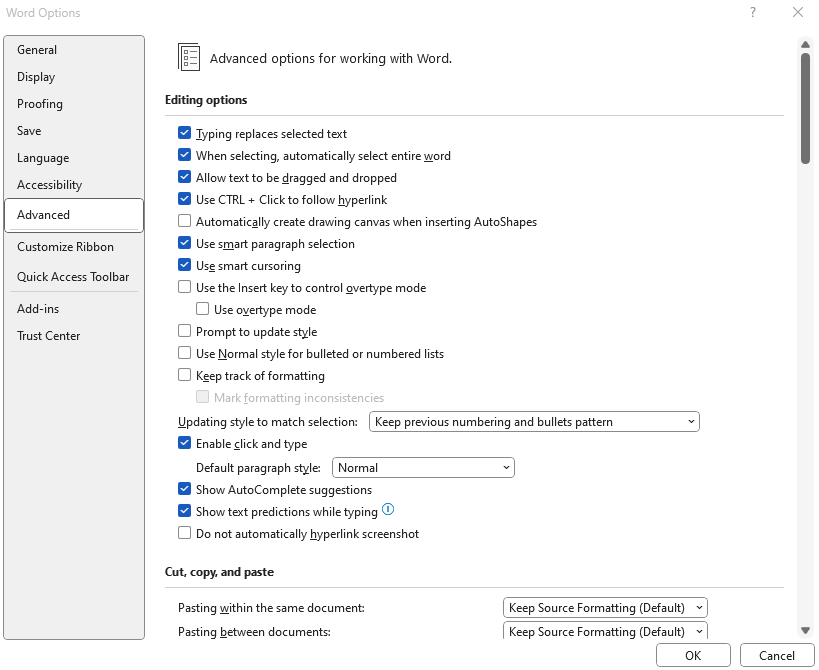 Word Options
General
Display
Proofing
Save
Language
Accessibility
Advanced
Customize Ribbon
Quick Access Toolbar
Add-ins
Trust Center
Advanced options for working with Word.
Editing options
Typing replaces selected text
When selecting, automatically select entire word
Allow text to be dragged and dropped
Use CTRL + Click to follow hyperlink
Automatically create drawing canvas when inserting AutoShapes
Use smart paragraph selection
Use smart cursoring
Use the Insert key to control overtype mode
Use overtype mode
Prompt to update style
Use Normal style for bulleted or numbered lists
Keep track of formatting
Mark formatting inconsistencies
Updating style to match selection: Keep previous numbering and bullets pattern
Enable click and type
Default paragraph style: Normal
Show AutoComplete suggestions
Show text predictions while typing
Do not automatically hyperlink screenshot
Cut, copy, and paste
Pasting within the same document: Keep Source Formatting (Default)
Pasting between documents: Keep Source Formatting (Default)
OK Cancel